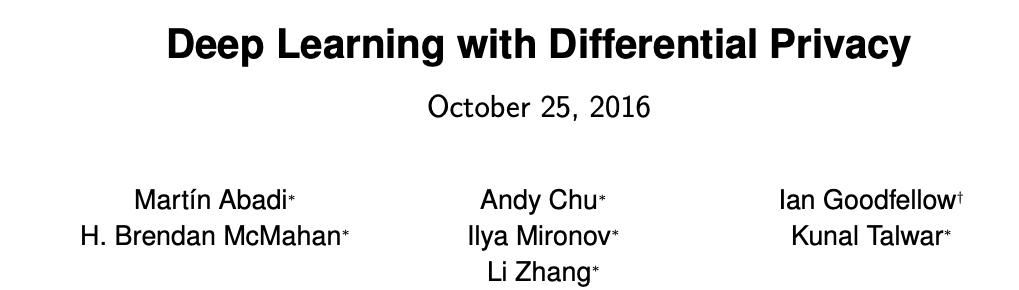 Deep Learning with Differential Privacy
October 25, 2016
Martín Abadi* Andy Chu* Ian Goodfellow†
H. Brendan McMahan* Ilya Mironov* Kunal Talwar*
Li Zhang*